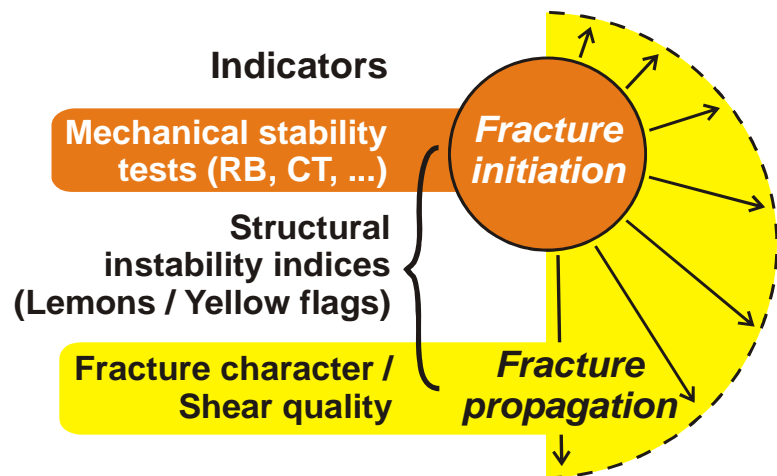 Indicators
Mechanical stability
tests (RB, CT, ...)
Fracture
initiation
Structural
instability indices
(Lemons / Yellow flags)
Fracture character /
Shear quality
Fracture
propagation